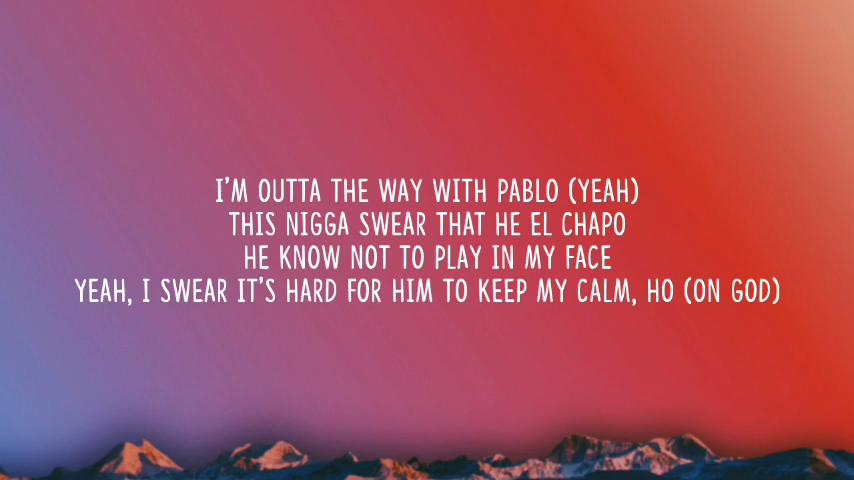 I'M OUTTA THE WAY WITH PABLO (YEAH)
THIS NIGGA SWEAR THAT HE EL CHAPO
HE KNOW NOT TO PLAY IN MY FACE
YEAH, I SWEAR IT'S HARD FOR HIM TO KEEP MY CALM, HO (ON GOD)